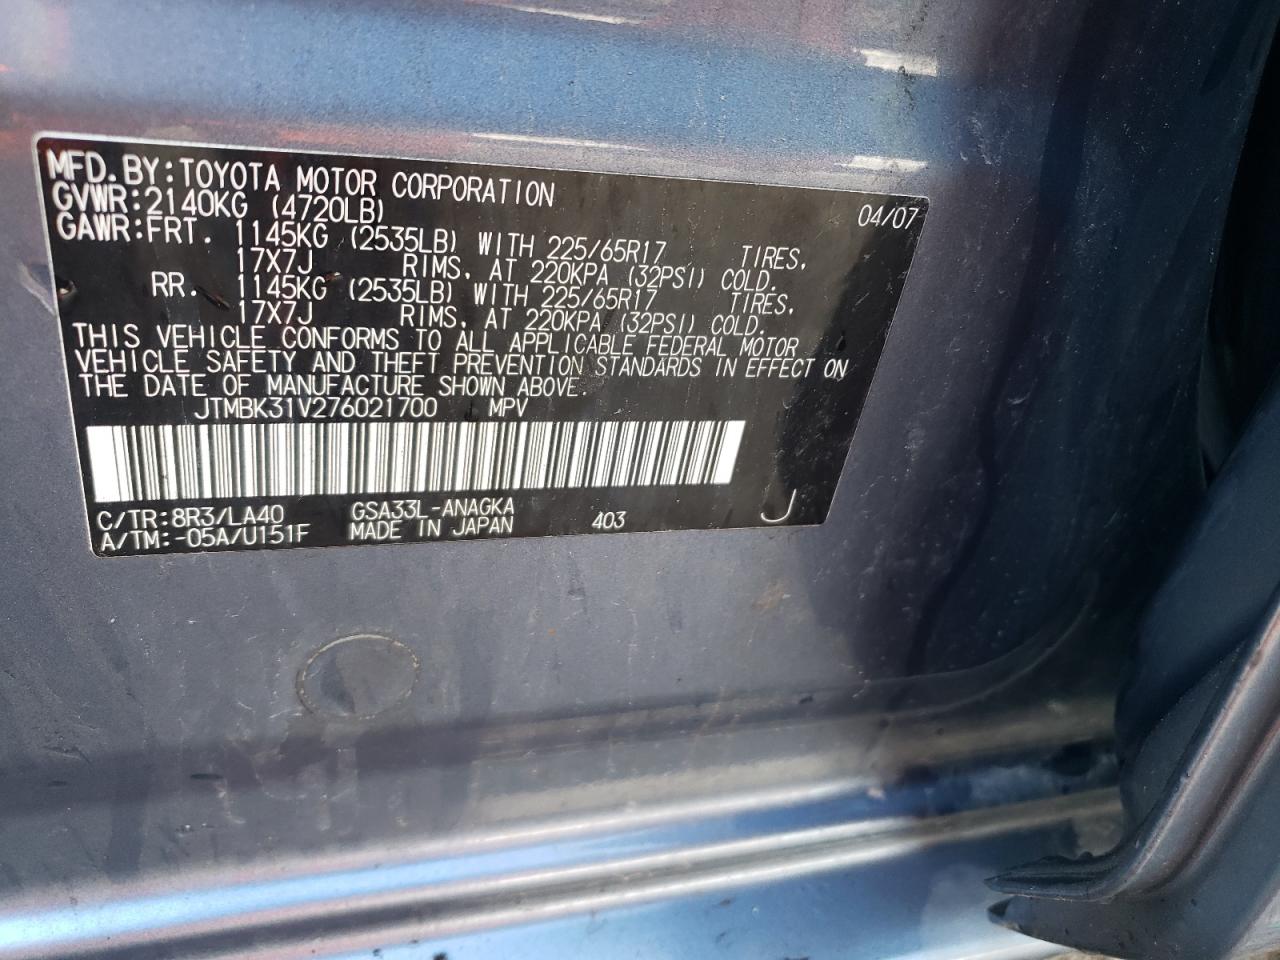 MFD.BY:TOYOTA MOTOR CORPORATION 04/07
GVWR:2140KG (4720LB)
GAWR:FRT. 1145KG (2535LB) WITH 225/65R17 TIRES,
17X7J RIMS, AT 220KPA (32PSI) COLD.
RR. 1145KG (2535LB) WITH 225/65R17 TIRES,
17X7J RIMS, AT 220KPA (32PSI) COLD.
THIS VEHICLE CONFORMS TO ALL APPLICABLE FEDERAL MOTOR
VEHICLE SAFETY AND THEFT PREVENTION STANDARDS IN EFFECT ON
THE DATE OF MANUFACTURE SHOWN ABOVE.
JTMBK31V276021700 MPV
C/TR:8R3/LA40 GSA33L-ANAGKA
A/TM:-05A/U151F MADE IN JAPAN 403 J